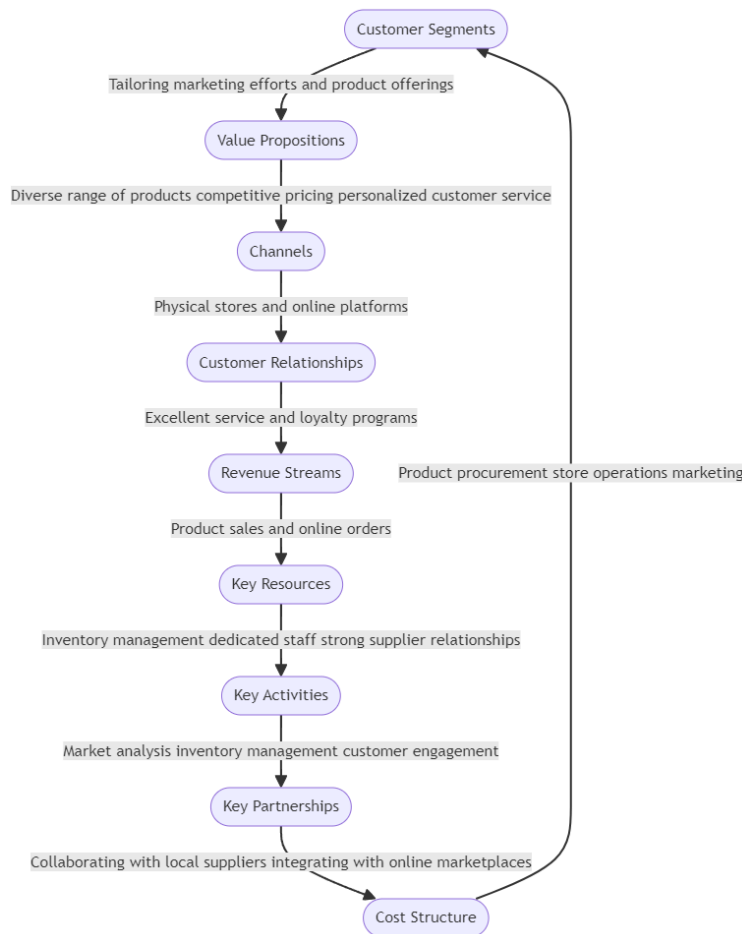 Customer Segments
Tailoring marketing efforts and product offerings
Value Propositions
Diverse range of products competitive pricing personalized customer service
Channels
Physical stores and online platforms
Customer Relationships
Excellent service and loyalty programs
Revenue Streams
Product procurement store operations marketing
Product sales and online orders
Key Resources
Inventory management dedicated staff strong supplier relationships
Key Activities
Market analysis inventory management customer engagement
Key Partnerships
Collaborating with local suppliers integrating with online marketplaces
Cost Structure